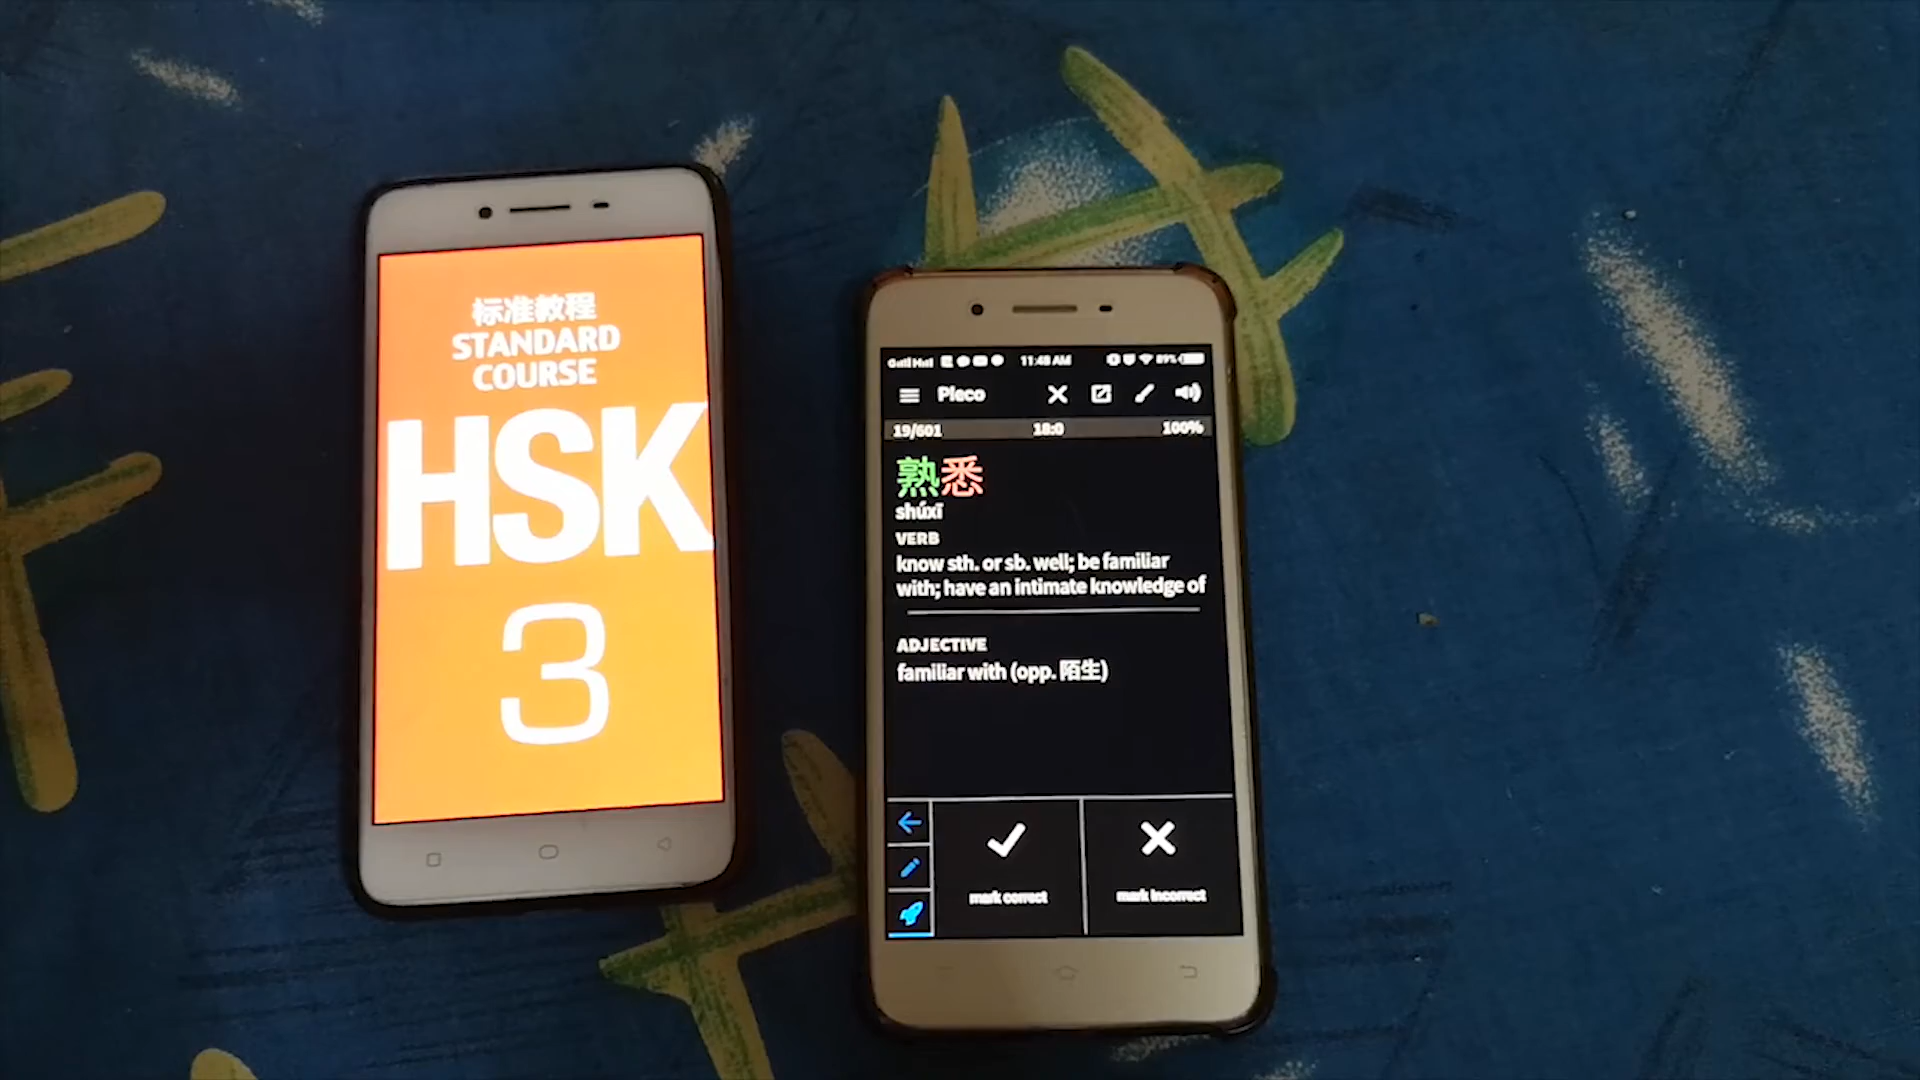 标准教程
STANDARD
COURSE
HSK
3
11:48 AM
89%
Pleco
19/601
18:0
100%
熟悉
shúxī
VERB
know sth. or sb. well; be familiar
with; have an intimate knowledge of
ADJECTIVE
familiar with (opp. 陌生)
mark correct
mark incorrect